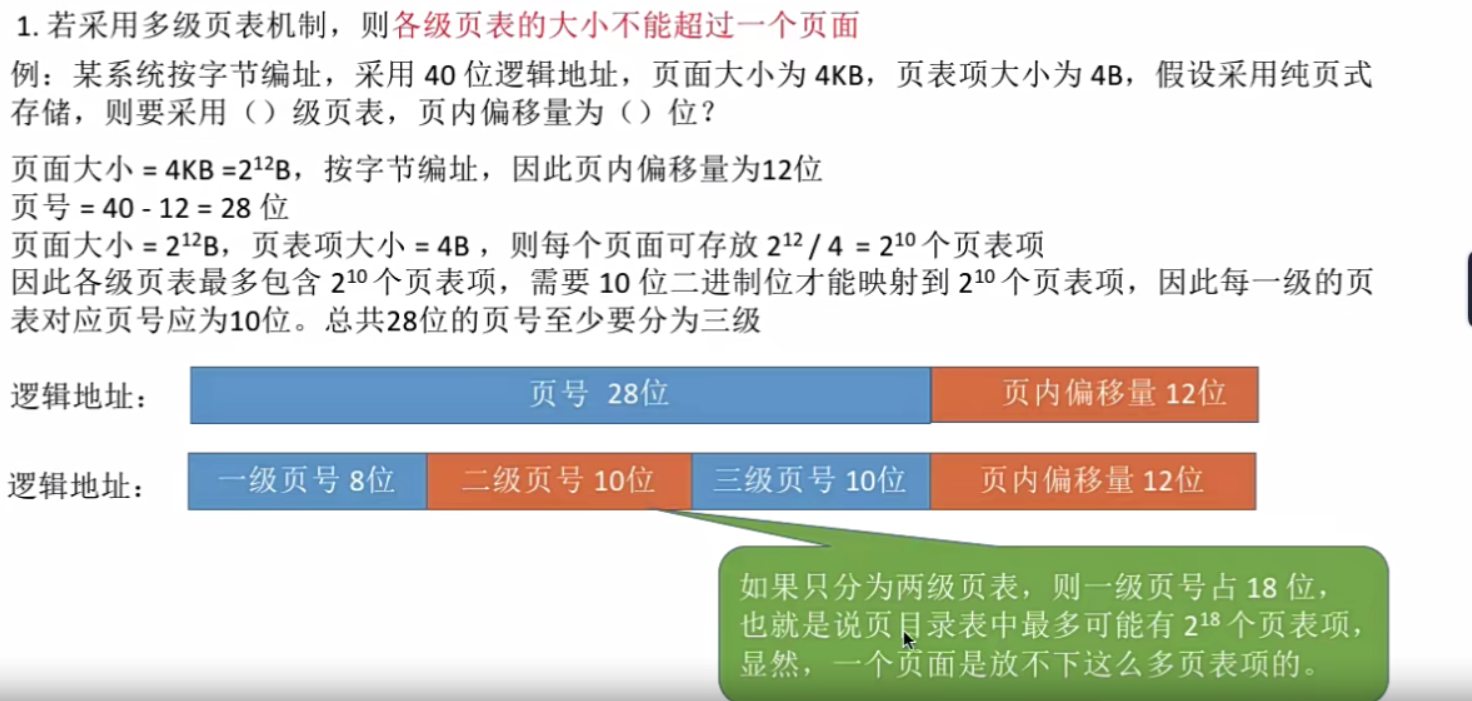 1. 若采用多级页表机制，则各级页表的大小不能超过一个页面
例：某系统按字节编址，采用 40 位逻辑地址，页面大小为 4KB，页表项大小为 4B，假设采用纯页式
存储，则要采用（）级页表，页内偏移量为（）位？
页面大小 = 4KB =2¹²B，按字节编址，因此页内偏移量为12位
页号 = 40 - 12 = 28 位
页面大小 = 2¹²B，页表项大小 = 4B ，则每个页面可存放 2¹² / 4 = 2¹⁰ 个页表项
因此各级页表最多包含 2¹⁰ 个页表项，需要 10 位二进制位才能映射到 2¹⁰ 个页表项，因此每一级的页
表对应页号应为10位。总共28位的页号至少要分为三级
逻辑地址： 页号 28位 页内偏移量 12位
逻辑地址： 一级页号 8位 二级页号 10位 三级页号 10位 页内偏移量 12位
如果只分为两级页表，则一级页号占 18 位，
也就是说页目录表中最多可能有 2¹⁸ 个页表项，
显然，一个页面是放不下这么多页表项的。